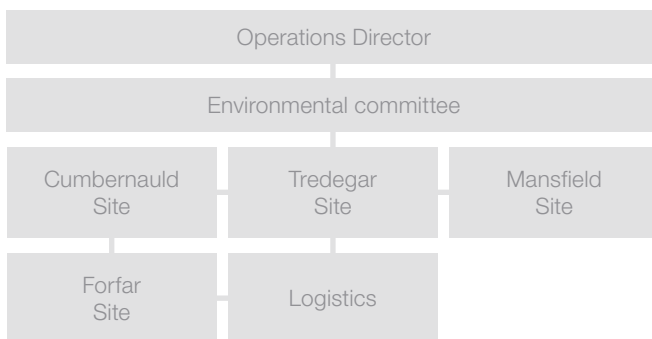 Operations Director
Environmental committee
Cumbernauld
Site
Tredegar
Site
Mansfield
Site
Forfar
Site
Logistics